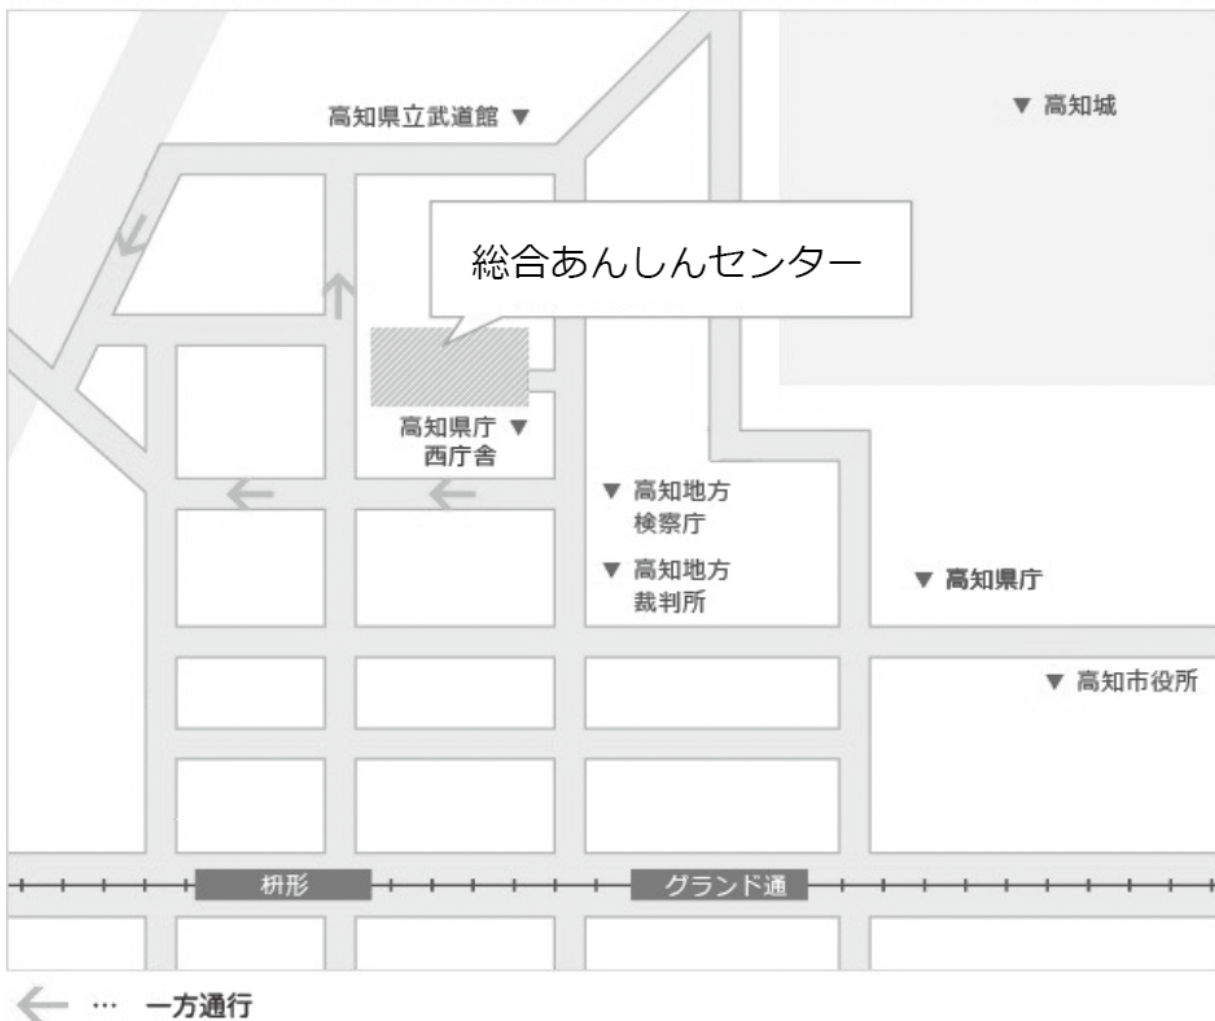 高知県立武道館 ▼
▼ 高知城
総合あんしんセンター
高知県庁 ▼
西庁舎
▼ 高知地方
検察庁
▼ 高知地方
裁判所
▼ 高知県庁
▼ 高知市役所
枡形
グランド通
← … 一方通行